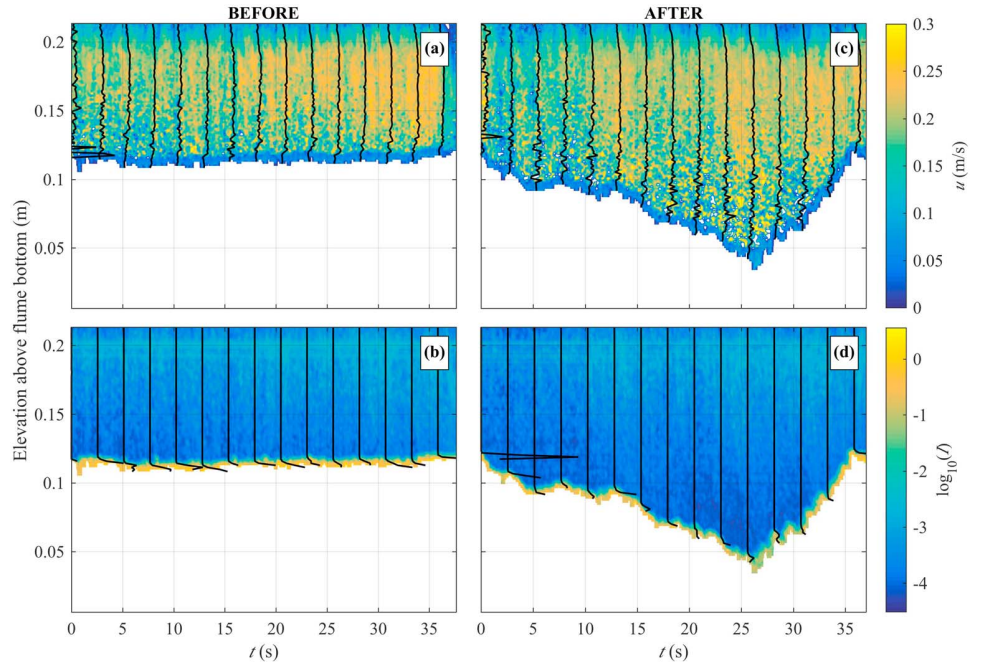 BEFORE
AFTER
(a)
(c)
0.2
0.15
0.1
0.05
0.3
0.25
0.2
0.15
0.1
0.05
0
u (m/s)
Elevation above flume bottom (m)
(b)
(d)
0.2
0.15
0.1
0.05
0
-1
-2
-3
-4
log10(I)
0 5 10 15 20 25 30 35
0 5 10 15 20 25 30 35
t (s)
t (s)